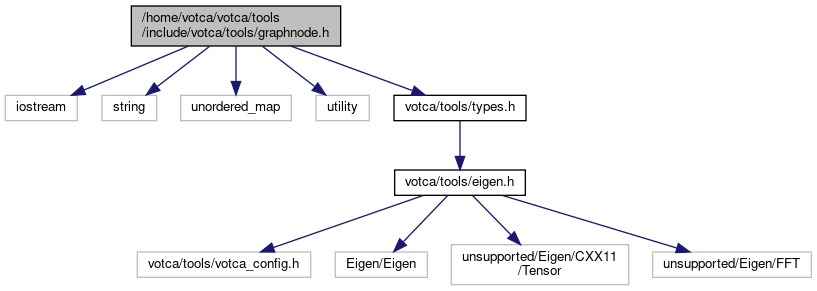 /home/votca/votca/tools
/include/votca/tools/graphnode.h
iostream
string
unordered_map
utility
votca/tools/types.h
votca/tools/eigen.h
votca/tools/votca_config.h
Eigen/Eigen
unsupported/Eigen/CXX11
/Tensor
unsupported/Eigen/FFT